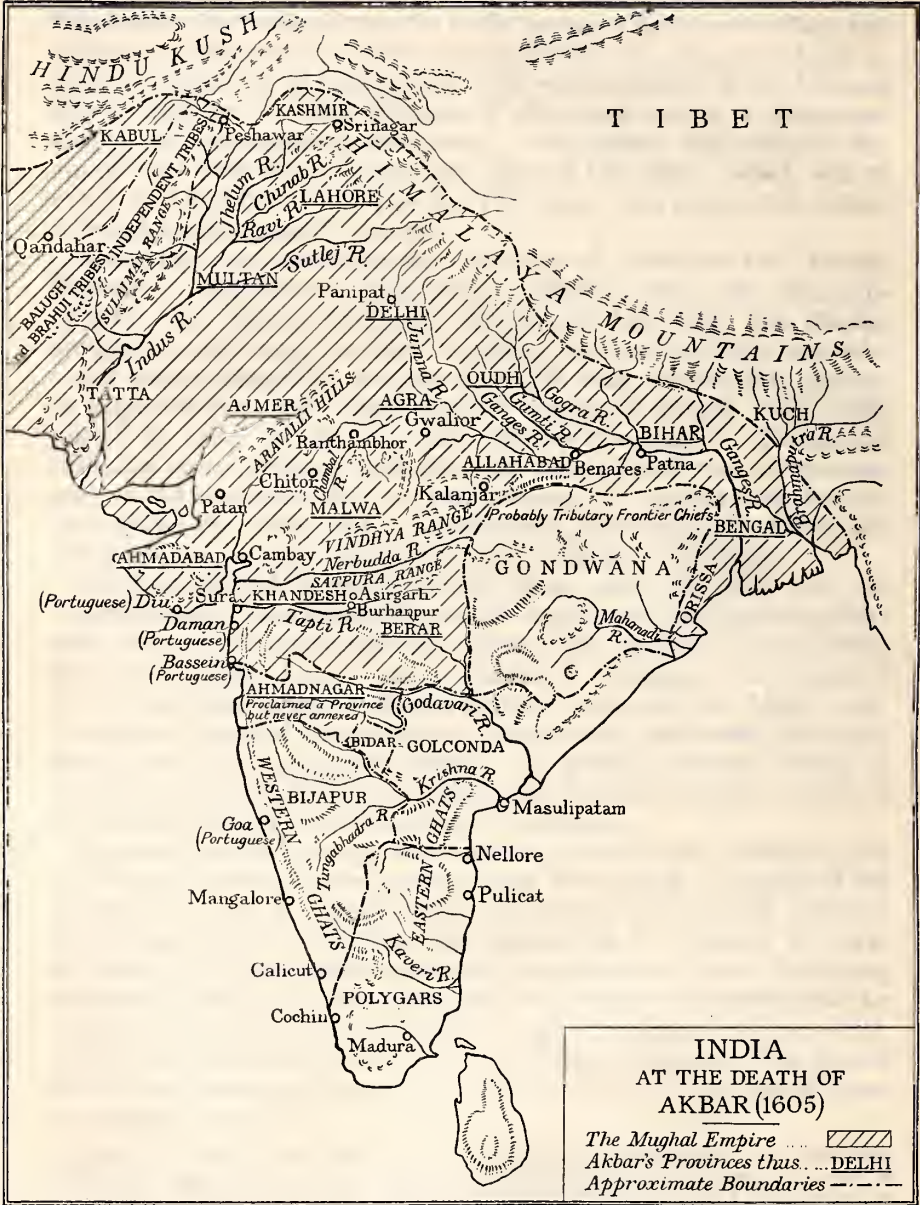 HINDU KUSH
TIBET
KASHMIR
Srinagar
KABUL
Peshawar
INDEPENDENT TRIBES
Jhelum R.
Chinab R.
Ravi R.
LAHORE
HIMALAYA MOUNTAINS
Qandahar
SULAIMAN RANGE
BALUCH
nd BRAHUI TRIBES
MULTAN
Sutlej R.
Indus R.
Panipat
DELHI
Jumna R.
TATTA
AJMER
ARAVALLI HILLS
AGRA
OUDH
Gogra R.
Gumti R.
Ganges R.
Gwalior
Ranthambhor
ALLAHABAD
Benares
BIHAR
Patna
KUCH
Brahmaputra R.
Ganges R.
BENGAL
Chitor
Chambal
R.
Kalanjar
Patan
MALWA
VINDHYA RANGE
Probably Tributary Frontier Chiefs
AHMADABAD
Cambay
Nerbudda R.
SATPURA RANGE
GONDWANA
ORISSA
(Portuguese) Diu
Sura
KHANDESH
Asirgarh
Burhanpur
Tapti R.
BERAR
Mahanadi
R.
Daman
(Portuguese)
Bassein
(Portuguese)
AHMADNAGAR
Proclaimed a Province
but never annexed)
Godavari R.
BIDAR
GOLCONDA
WESTERN GHATS
BIJAPUR
Krishna R.
Masulipatam
Goa
(Portuguese)
Tungabhadra R.
EASTERN GHATS
Nellore
Mangalore
Pulicat
Kaveri R.
Calicut
POLYGARS
Cochin
Madura
INDIA
AT THE DEATH OF
AKBAR (1605)
The Mughal Empire ....
Akbar's Provinces thus.....DELHI
Approximate Boundaries